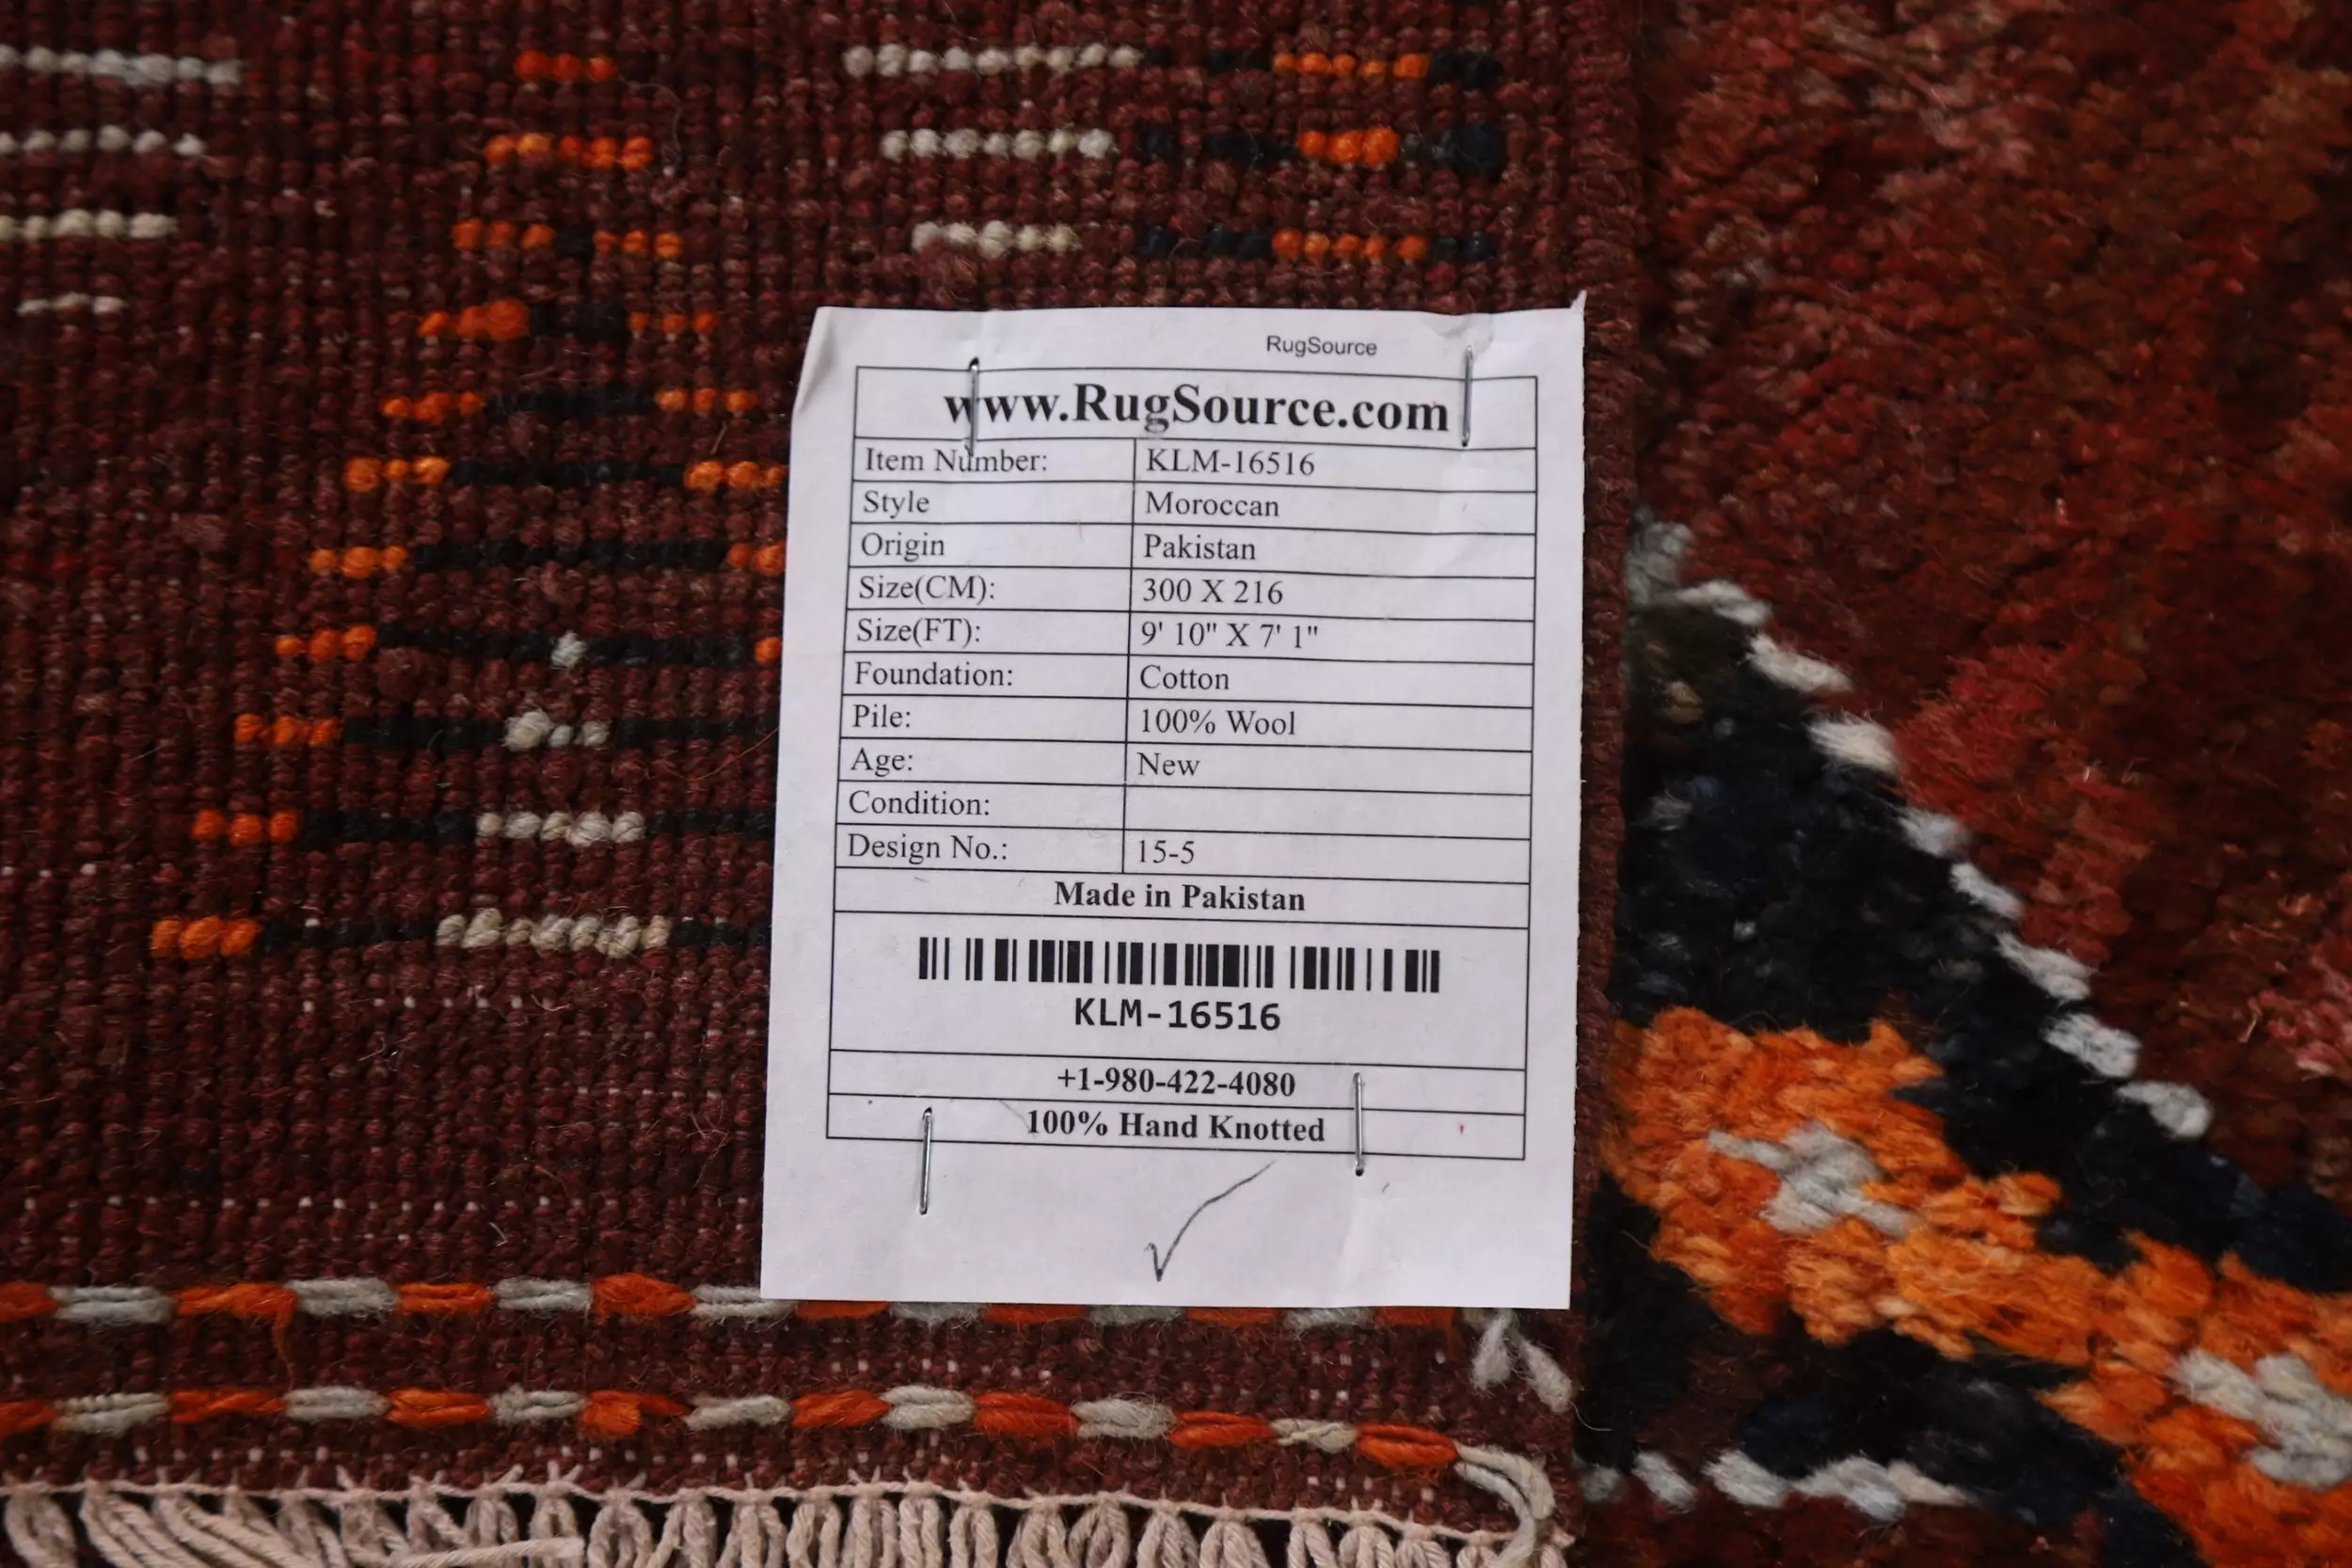 RugSource
www.RugSource.com
Item Number: KLM-16516
Style Moroccan
Origin Pakistan
Size(CM): 300 X 216
Size(FT): 9' 10" X 7' 1"
Foundation: Cotton
Pile: 100% Wool
Age: New
Condition:
Design No.: 15-5
Made in Pakistan
KLM-16516
+1-980-422-4080
100% Hand Knotted